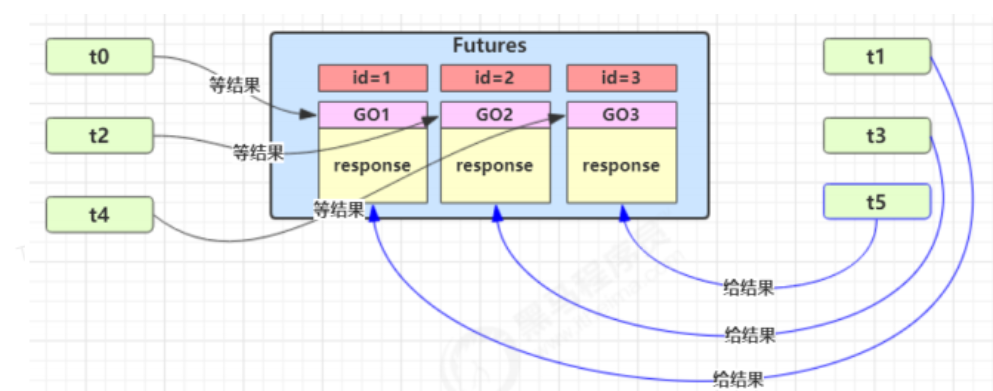 Futures
t0
t1
id=1
id=2
id=3
等结果
GO1
GO2
GO3
t2
t3
等结果
response
response
response
t4
等结果
t5
给结果
给结果
给结果